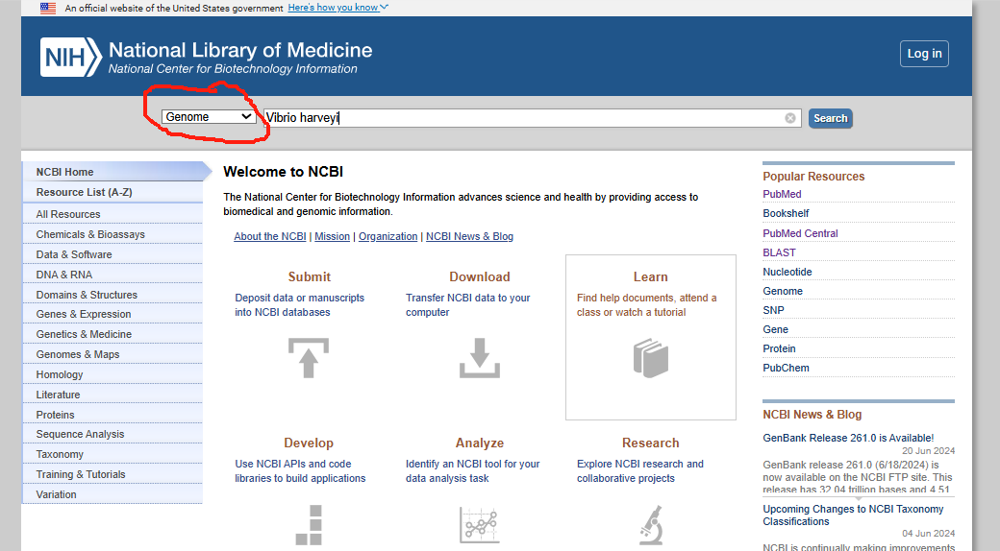 An official website of the United States government Here's how you know
NIH National Library of Medicine
National Center for Biotechnology Information
Log in
Genome Vibrio harveyi Search
NCBI Home
Resource List (A-Z)
All Resources
Chemicals & Bioassays
Data & Software
DNA & RNA
Domains & Structures
Genes & Expression
Genetics & Medicine
Genomes & Maps
Homology
Literature
Proteins
Sequence Analysis
Taxonomy
Training & Tutorials
Variation
Welcome to NCBI
The National Center for Biotechnology Information advances science and health by providing access to
biomedical and genomic information.
About the NCBI | Mission | Organization | NCBI News & Blog
Submit
Deposit data or manuscripts
into NCBI databases
Download
Transfer NCBI data to your
computer
Learn
Find help documents, attend a
class or watch a tutorial
Develop
Use NCBI APIs and code
libraries to build applications
Analyze
Identify an NCBI tool for your
data analysis task
Research
Explore NCBI research and
collaborative projects
Popular Resources
PubMed
Bookshelf
PubMed Central
BLAST
Nucleotide
Genome
SNP
Gene
Protein
PubChem
NCBI News & Blog
GenBank Release 261.0 is Available!
20 Jun 2024
GenBank release 261.0 (6/18/2024) is
now available on the NCBI FTP site. This
release has 32.04 trillion bases and 4.51
Upcoming Changes to NCBI Taxonomy
Classifications
04 Jun 2024
NCBI is continually making improvements